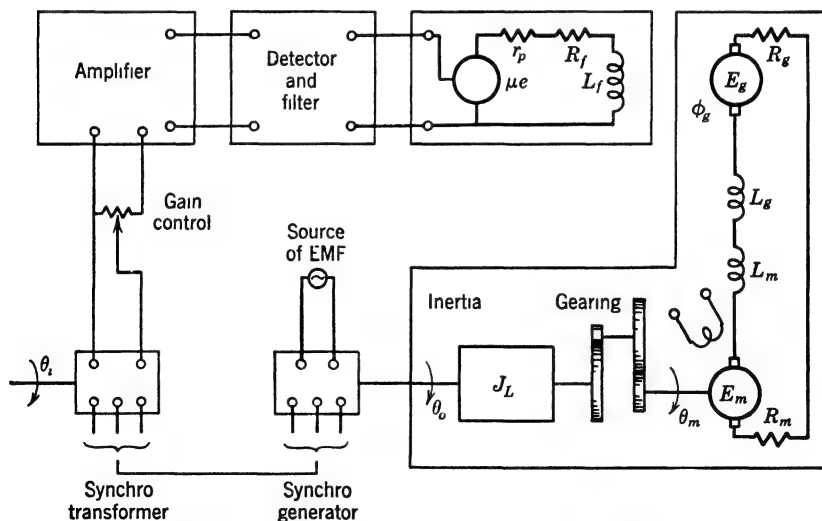 Amplifier
Detector
and
filter
r_p
R_f
μe
L_f
R_g
E_g
ϕ_g
L_g
L_m
Gain
control
Source
of EMF
Inertia
Gearing
θ_i
J_L
θ_o
θ_m
E_m
R_m
Synchro
transformer
Synchro
generator